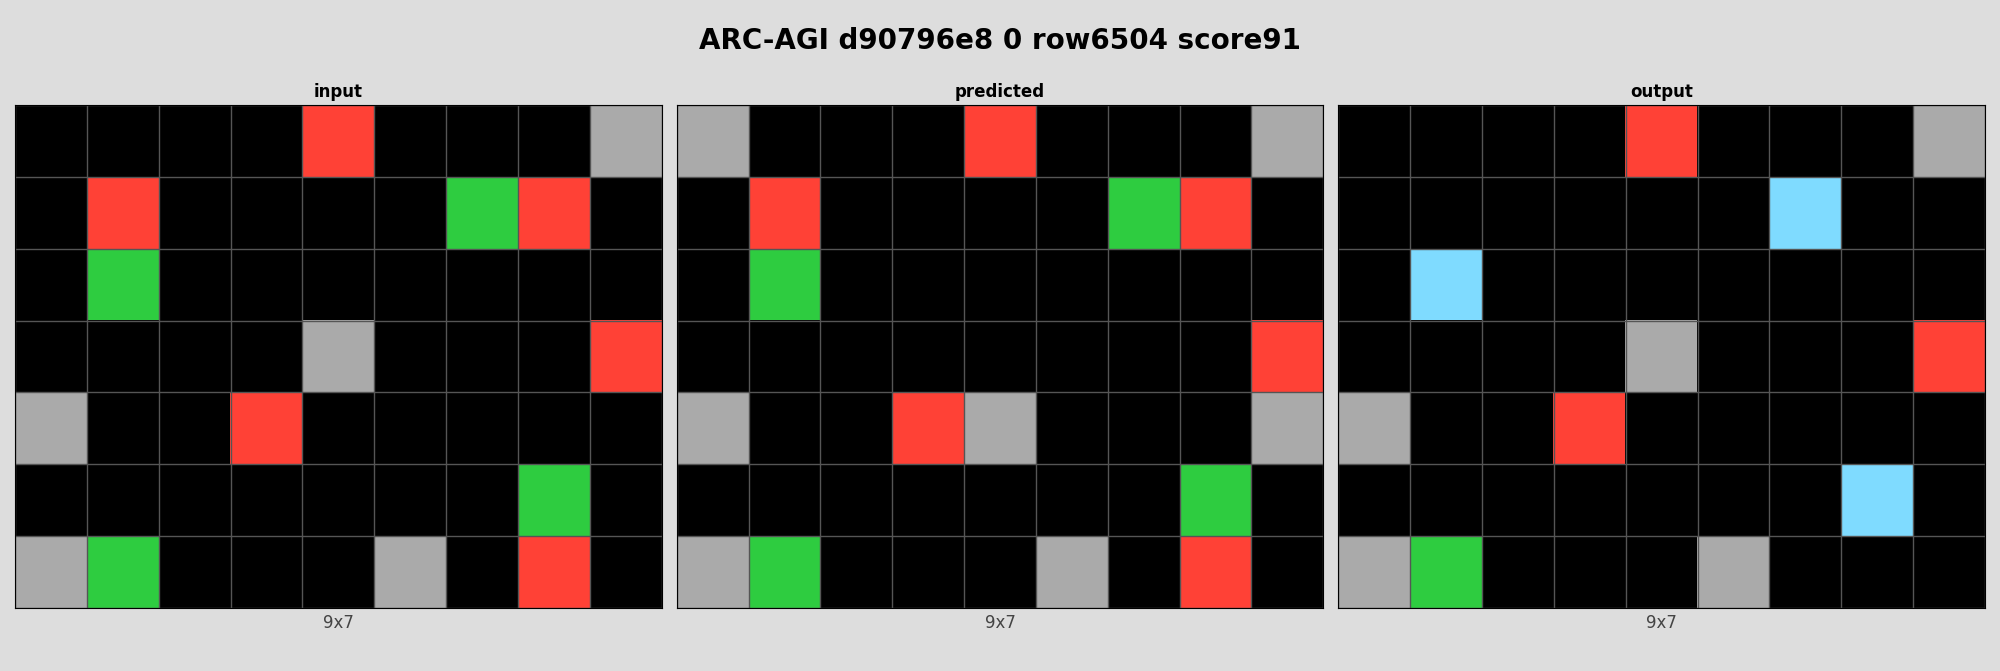 ARC-AGI d90796e8 0 row6504 score91
input
predicted
output
9x7
9x7
9x7